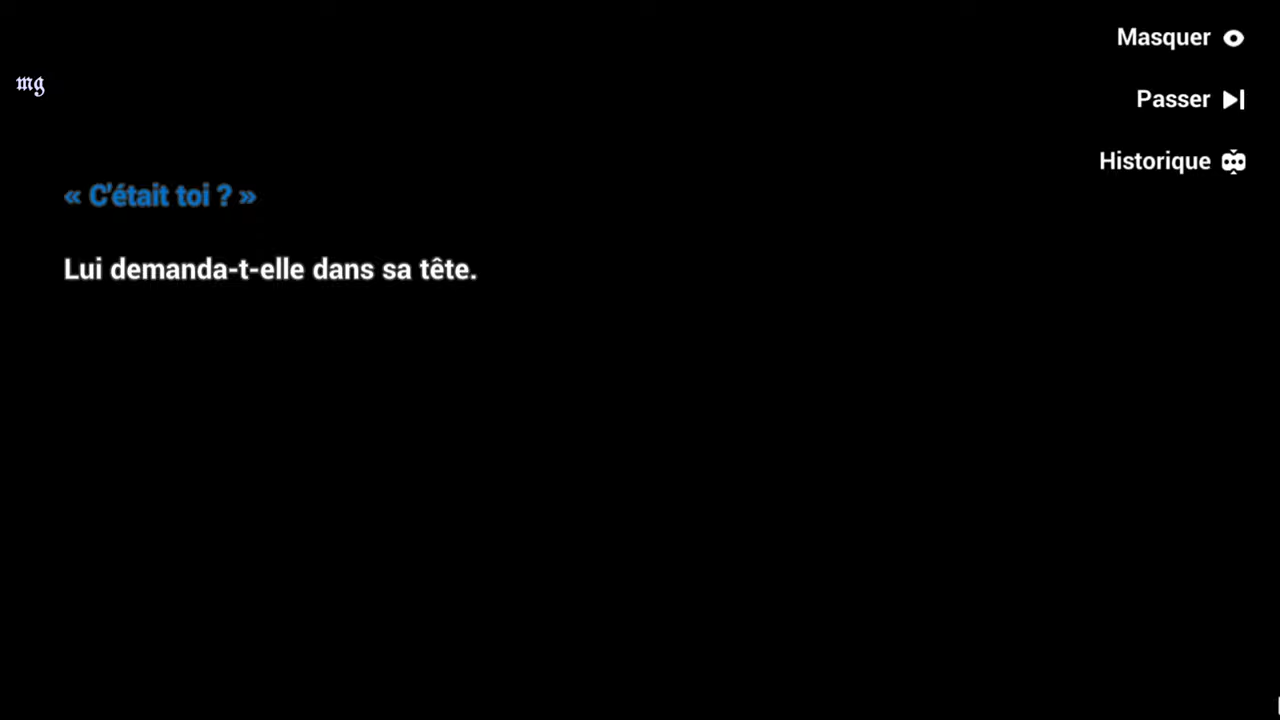 Masquer
𝔪𝔤
Passer
Historique
« C'était toi ? »
Lui demanda-t-elle dans sa tête.